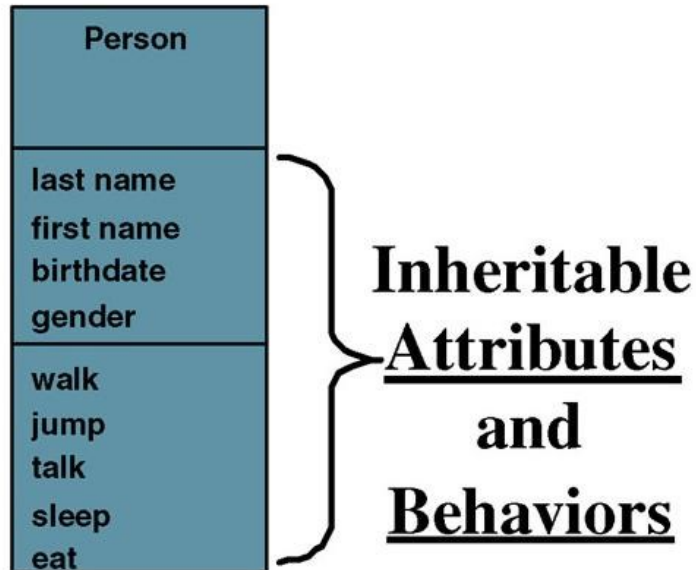 Person
last name
first name
birthdate
gender
walk
jump
talk
sleep
eat
Inheritable
Attributes
and
Behaviors